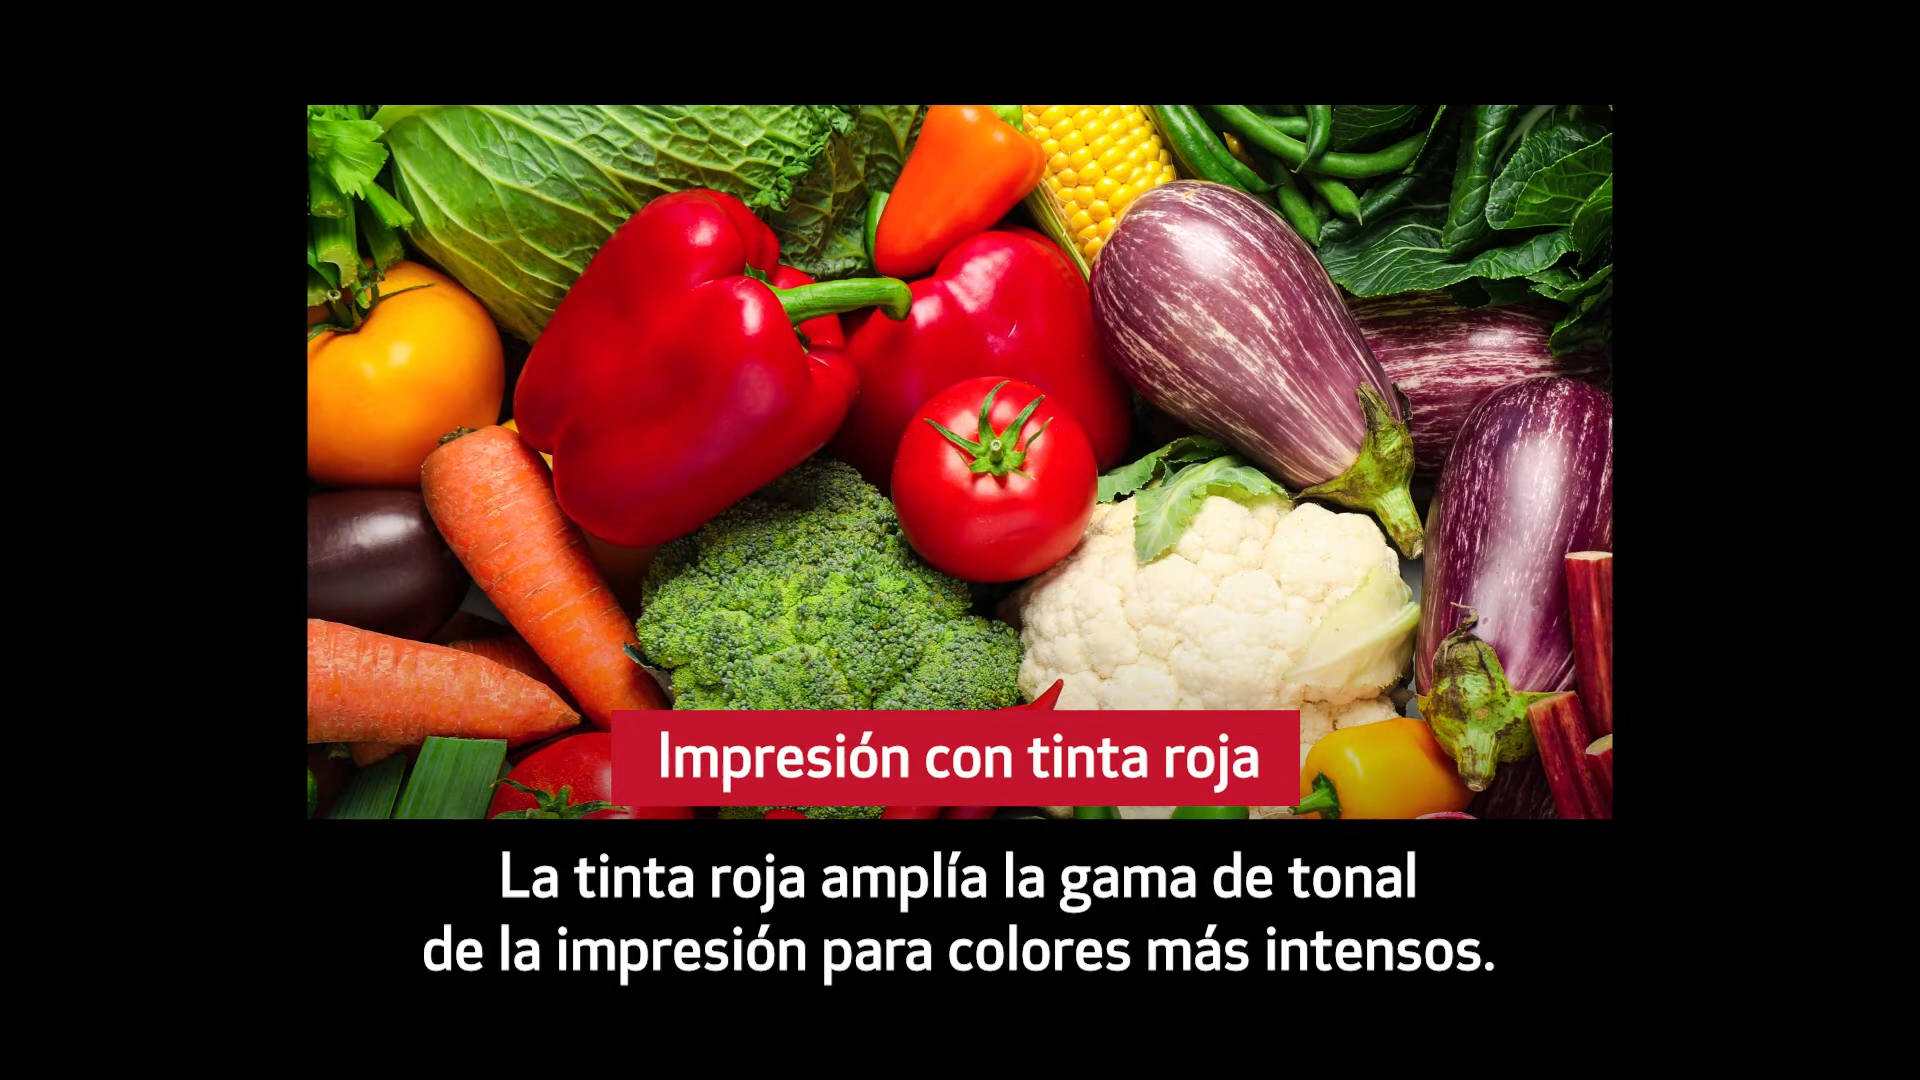 Impresión con tinta roja
La tinta roja amplía la gama de tonal
de la impresión para colores más intensos.